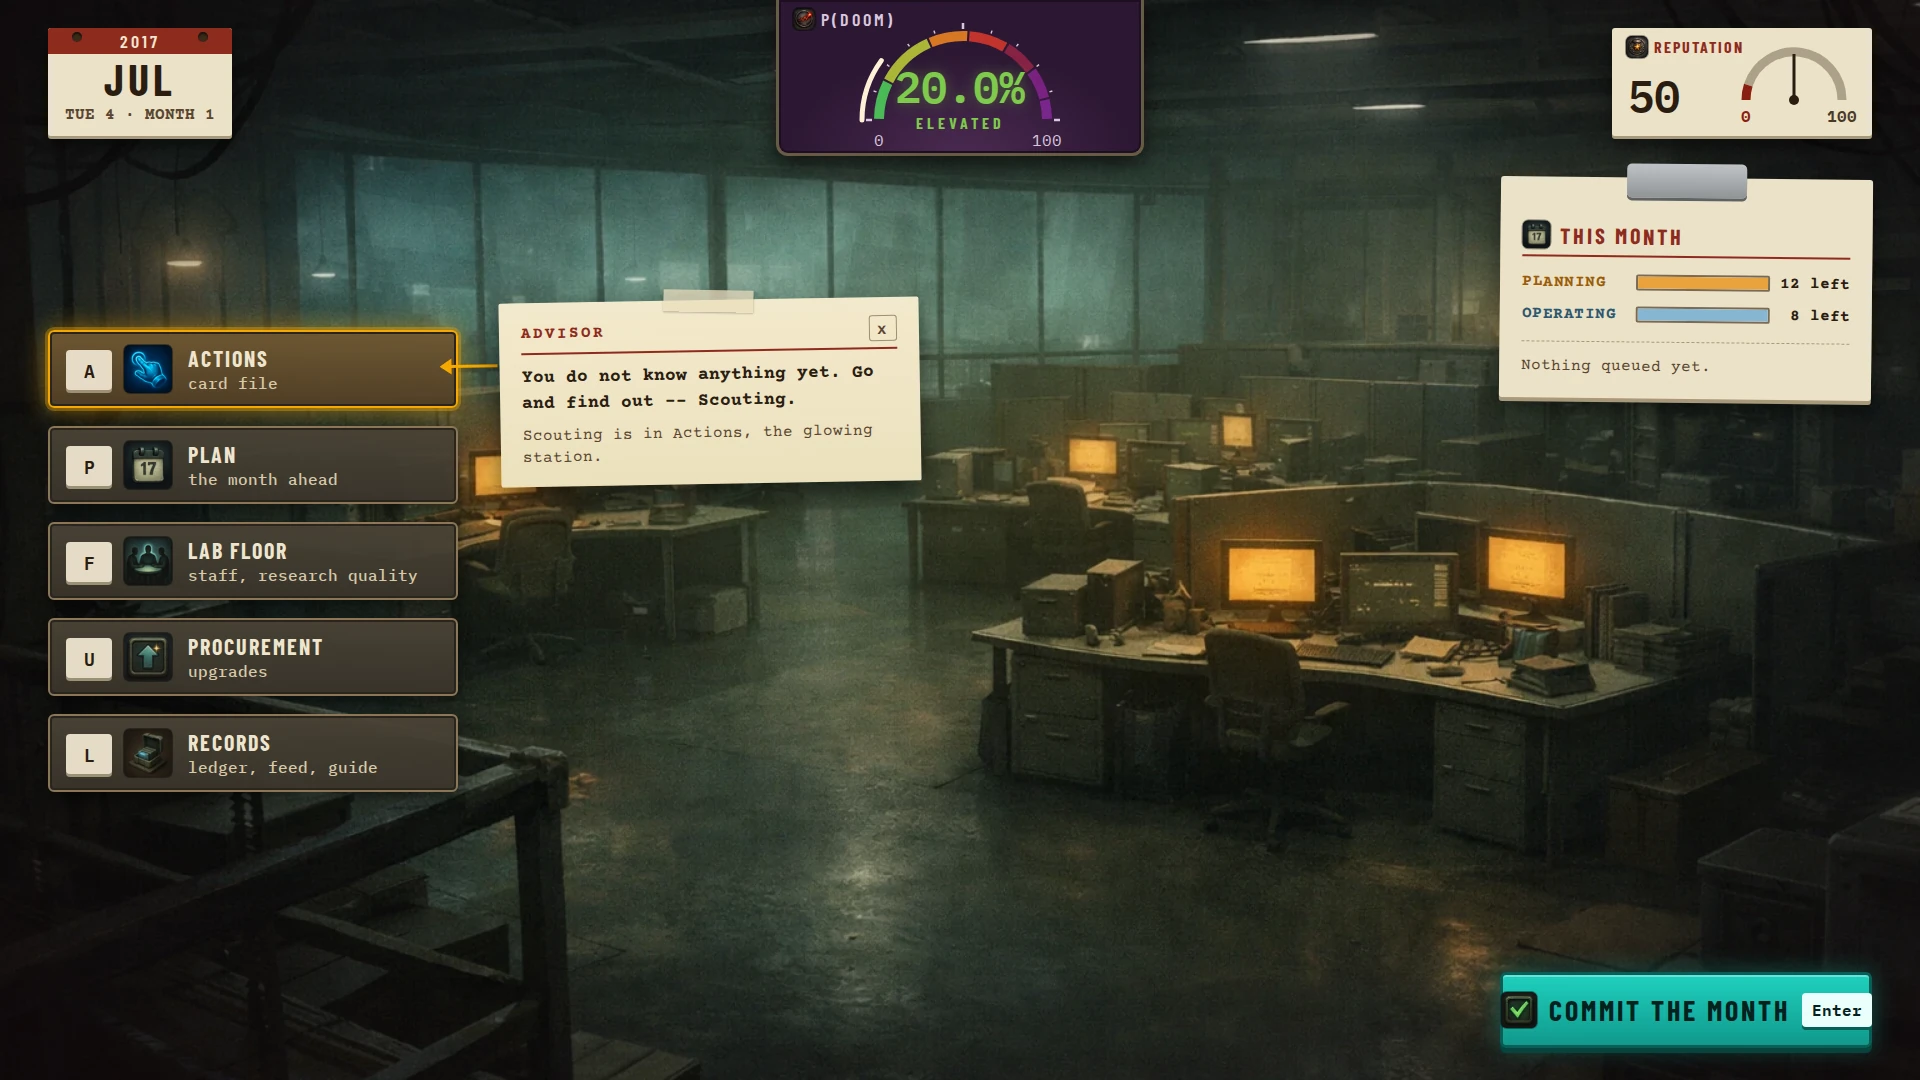 2017
JUL
TUE 4 · MONTH 1
P(DOOM)
20.0%
ELEVATED
0
100
REPUTATION
50
0
100
17
THIS MONTH
PLANNING
12 left
OPERATING
8 left
Nothing queued yet.
A
ACTIONS
card file
P
17
PLAN
the month ahead
F
LAB FLOOR
staff, research quality
U
PROCUREMENT
upgrades
L
RECORDS
ledger, feed, guide
ADVISOR
x
You do not know anything yet. Go
and find out -- Scouting.
Scouting is in Actions, the glowing
station.
COMMIT THE MONTH
Enter